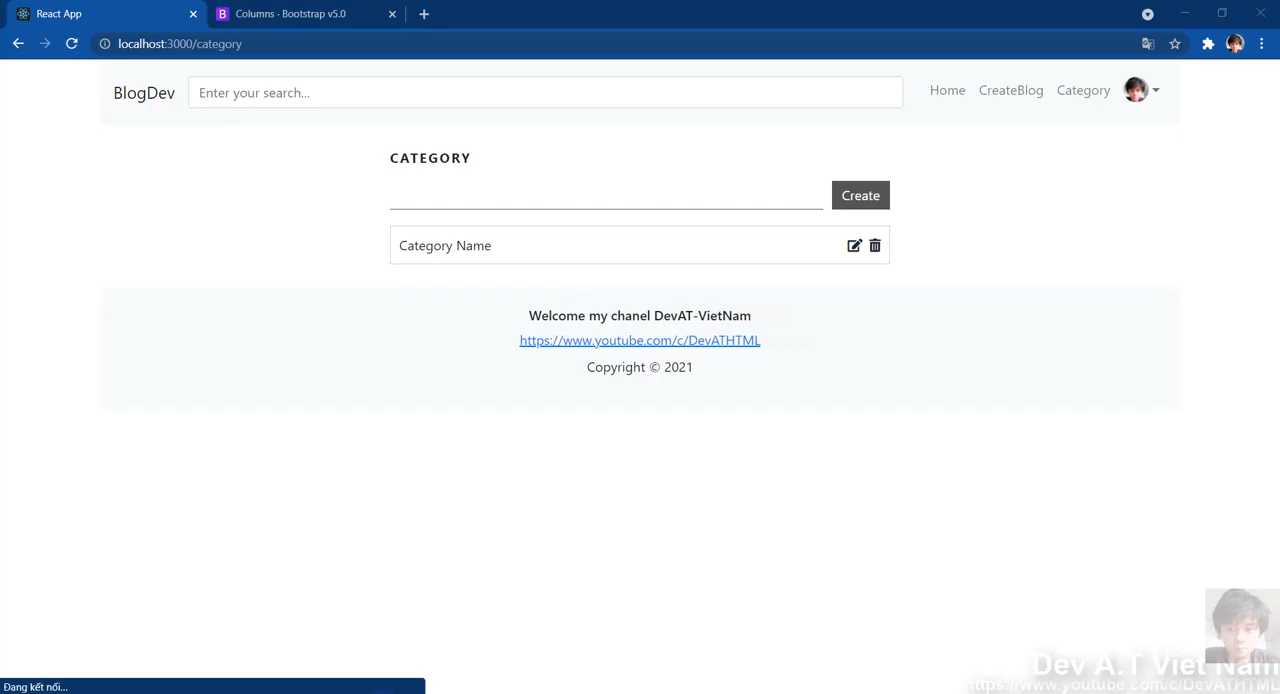 React App
B Columns · Bootstrap v5.0
localhost:3000/category
BlogDev
Enter your search...
Home
CreateBlog
Category
CATEGORY
Create
Category Name
Welcome my chanel DevAT-VietNam
https://www.youtube.com/c/DevATHTML
Copyright © 2021
Dev A.T Viet Nam
https://www.youtube.com/c/DevATHTML
Đang kết nối...